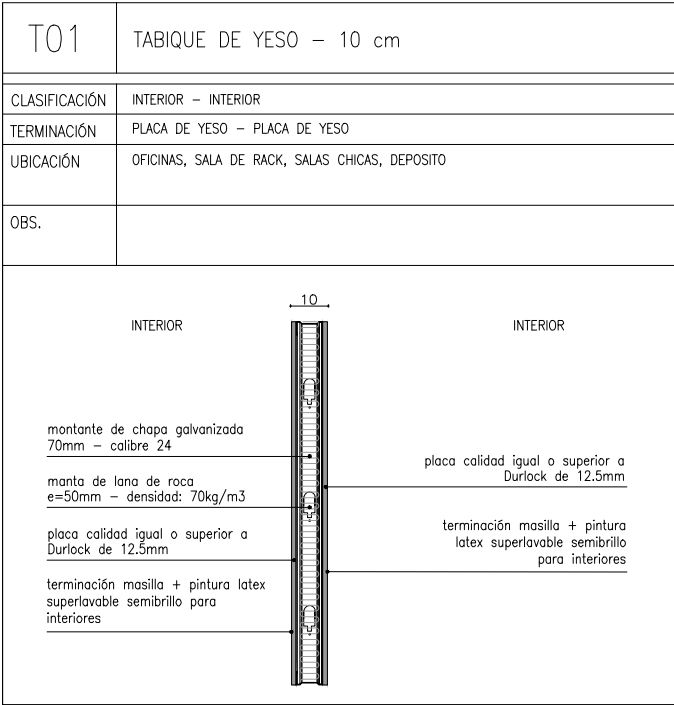 T01
TABIQUE DE YESO – 10 cm
CLASIFICACIÓN
INTERIOR – INTERIOR
TERMINACIÓN
PLACA DE YESO – PLACA DE YESO
UBICACIÓN
OFICINAS, SALA DE RACK, SALAS CHICAS, DEPOSITO
OBS.
10
INTERIOR
INTERIOR
montante de chapa galvanizada
70mm – calibre 24
manta de lana de roca
e=50mm – densidad: 70kg/m3
placa calidad igual o superior a
Durlock de 12.5mm
terminación masilla + pintura latex
superlavable semibrillo para
interiores
placa calidad igual o superior a
Durlock de 12.5mm
terminación masilla + pintura
latex superlavable semibrillo
para interiores